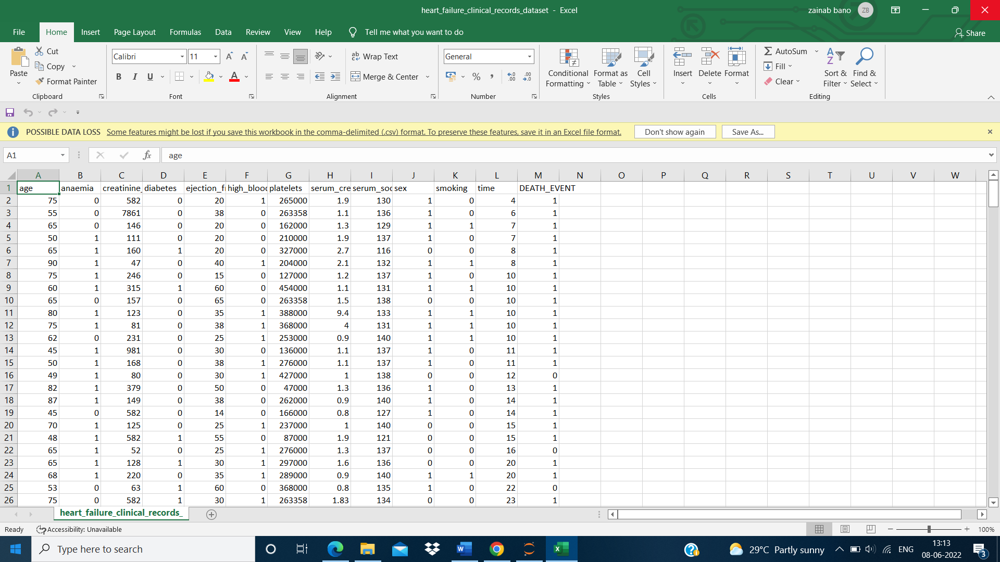 heart_failure_clinical_records_dataset - Excel
zainab bano ZB
File Home Insert Page Layout Formulas Data Review View Help Tell me what you want to do Share
Paste Cut Copy Format Painter Clipboard
Calibri 11 A A B I U A Font
ab Wrap Text Merge & Center Alignment
General % , Number
Conditional Formatting Format as Table Cell Styles Styles
Insert Delete Format Cells
AutoSum Fill Clear Sort & Filter Find & Select Editing
POSSIBLE DATA LOSS Some features might be lost if you save this workbook in the comma-delimited (.csv) format. To preserve these features, save it in an Excel file format. Don't show again Save As...
A1 fx age
A B C D E F G H I J K L M N O P Q R S T U V W
1 age anaemia creatinine_ diabetes ejection_fr high_blood platelets serum_cre serum_sod sex smoking time DEATH_EVENT
2 75 0 582 0 20 1 265000 1.9 130 1 0 4 1
3 55 0 7861 0 38 0 263358 1.1 136 1 0 6 1
4 65 0 146 0 20 0 162000 1.3 129 1 1 7 1
5 50 1 111 0 20 0 210000 1.9 137 1 0 7 1
6 65 1 160 1 20 0 327000 2.7 116 0 0 8 1
7 90 1 47 0 40 1 204000 2.1 132 1 1 8 1
8 75 1 246 0 15 0 127000 1.2 137 1 0 10 1
9 60 1 315 1 60 0 454000 1.1 131 1 1 10 1
10 65 0 157 0 65 0 263358 1.5 138 0 0 10 1
11 80 1 123 0 35 1 388000 9.4 133 1 1 10 1
12 75 1 81 0 38 1 368000 4 131 1 1 10 1
13 62 0 231 0 25 1 253000 0.9 140 1 1 10 1
14 45 1 981 0 30 0 136000 1.1 137 1 0 11 1
15 50 1 168 0 38 1 276000 1.1 137 1 0 11 1
16 49 1 80 0 30 1 427000 1 138 0 0 12 0
17 82 1 379 0 50 0 47000 1.3 136 1 0 13 1
18 87 1 149 0 38 0 262000 0.9 140 1 0 14 1
19 45 0 582 0 14 0 166000 0.8 127 1 0 14 1
20 70 1 125 0 25 1 237000 1 140 0 0 15 1
21 48 1 582 1 55 0 87000 1.9 121 0 0 15 1
22 65 1 52 0 25 1 276000 1.3 137 0 0 16 0
23 65 1 128 1 30 1 297000 1.6 136 0 0 20 1
24 68 1 220 0 35 1 289000 0.9 140 1 1 20 1
25 53 0 63 1 60 0 368000 0.8 135 1 0 22 0
26 75 0 582 1 30 1 263358 1.83 134 0 0 23 1
heart_failure_clinical_records_
Ready Accessibility: Unavailable 100%
Type here to search 29°C Partly sunny ENG 13:13
08-06-2022 3